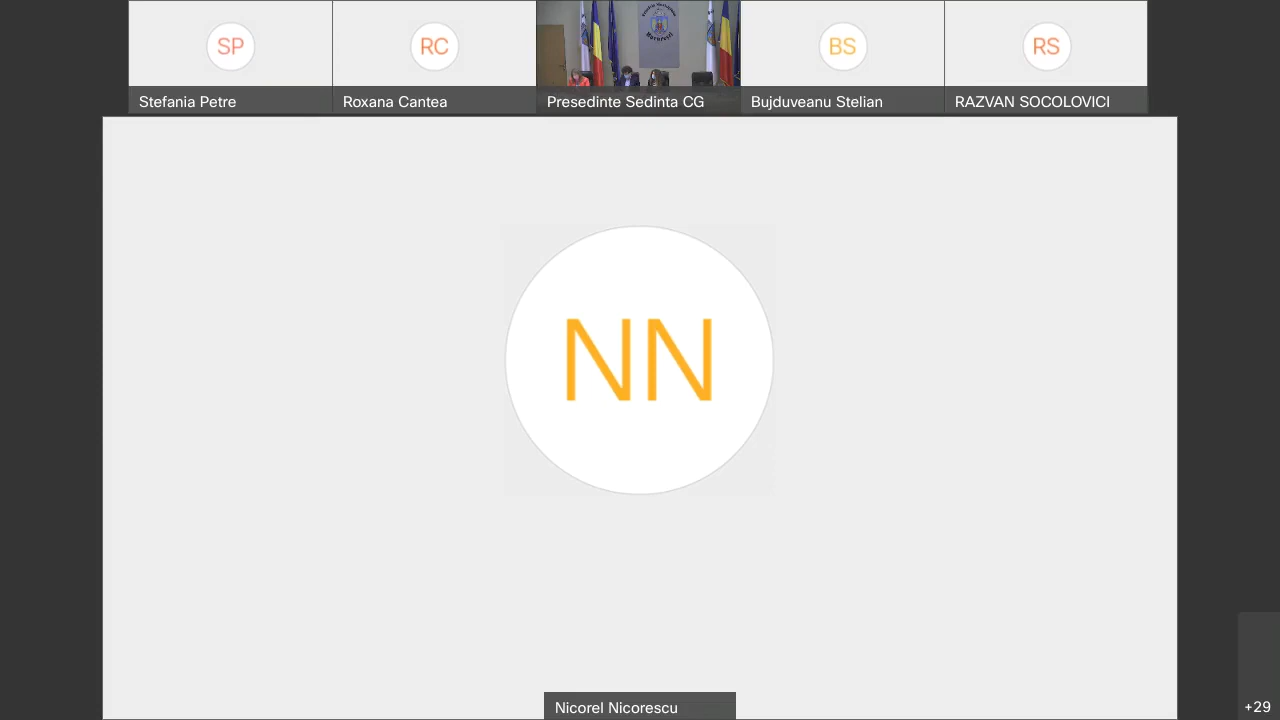 SP
RC
BS
RS
Stefania Petre
Roxana Cantea
Presedinte Sedinta CG
Bujduveanu Stelian
RAZVAN SOCOLOVICI
NN
Nicorel Nicorescu
+29